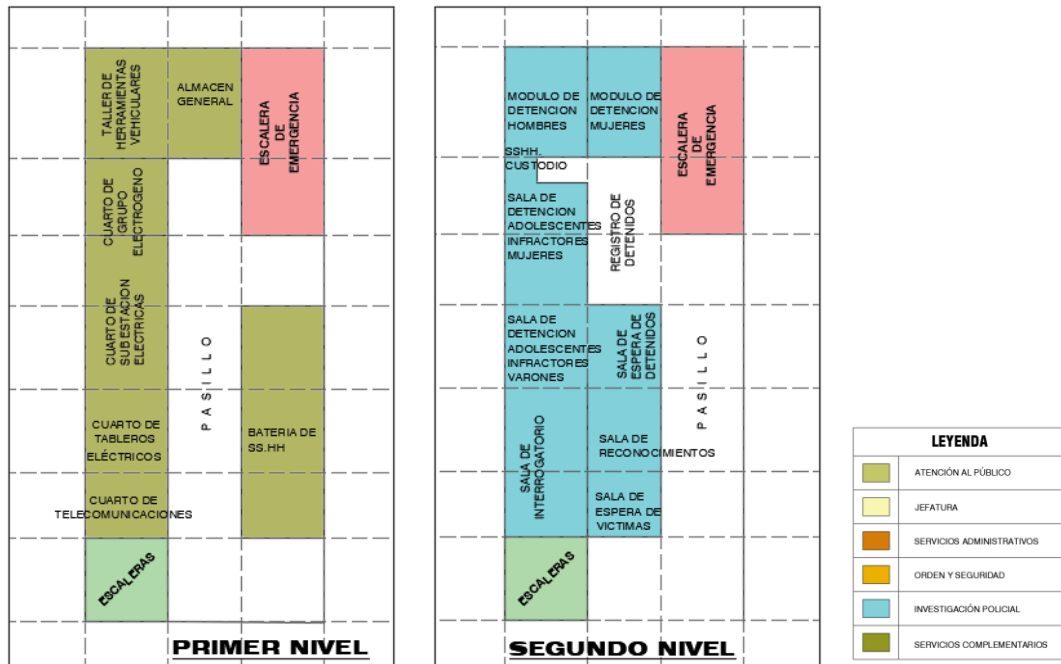 TALLER DE
HERRAMIENTAS
VEHICULARES
ALMACEN
GENERAL
ESCALERA
DE
EMERGENCIA
CUARTO DE
GRUPO
ELECTROGENO
CUARTO DE
SUB ESTACION
ELECTRICAS
PASILLO
CUARTO DE
TABLEROS
ELÉCTRICOS
BATERIA DE
SS.HH
CUARTO DE
TELECOMUNICACIONES
ESCALERAS
PRIMER NIVEL
MODULO DE
DETENCION
HOMBRES
MODULO DE
DETENCION
MUJERES
ESCALERA
DE
EMERGENCIA
SSHH.
CUSTODIO
SALA DE
DETENCION
ADOLESCENTES
INFRACTORES
MUJERES
REGISTRO DE
DETENIDOS
SALA DE
DETENCION
ADOLESCENTES
INFRACTORES
VARONES
SALA DE
ESPERA DE
DETENIDOS
PASILLO
SALA DE
INTERROGATORIO
SALA DE
RECONOCIMIENTOS
SALA DE
ESPERA DE
VICTIMAS
ESCALERAS
SEGUNDO NIVEL
LEYENDA
ATENCIÓN AL PÚBLICO
JEFATURA
SERVICIOS ADMINISTRATIVOS
ORDEN Y SEGURIDAD
INVESTIGACIÓN POLICIAL
SERVICIOS COMPLEMENTARIOS